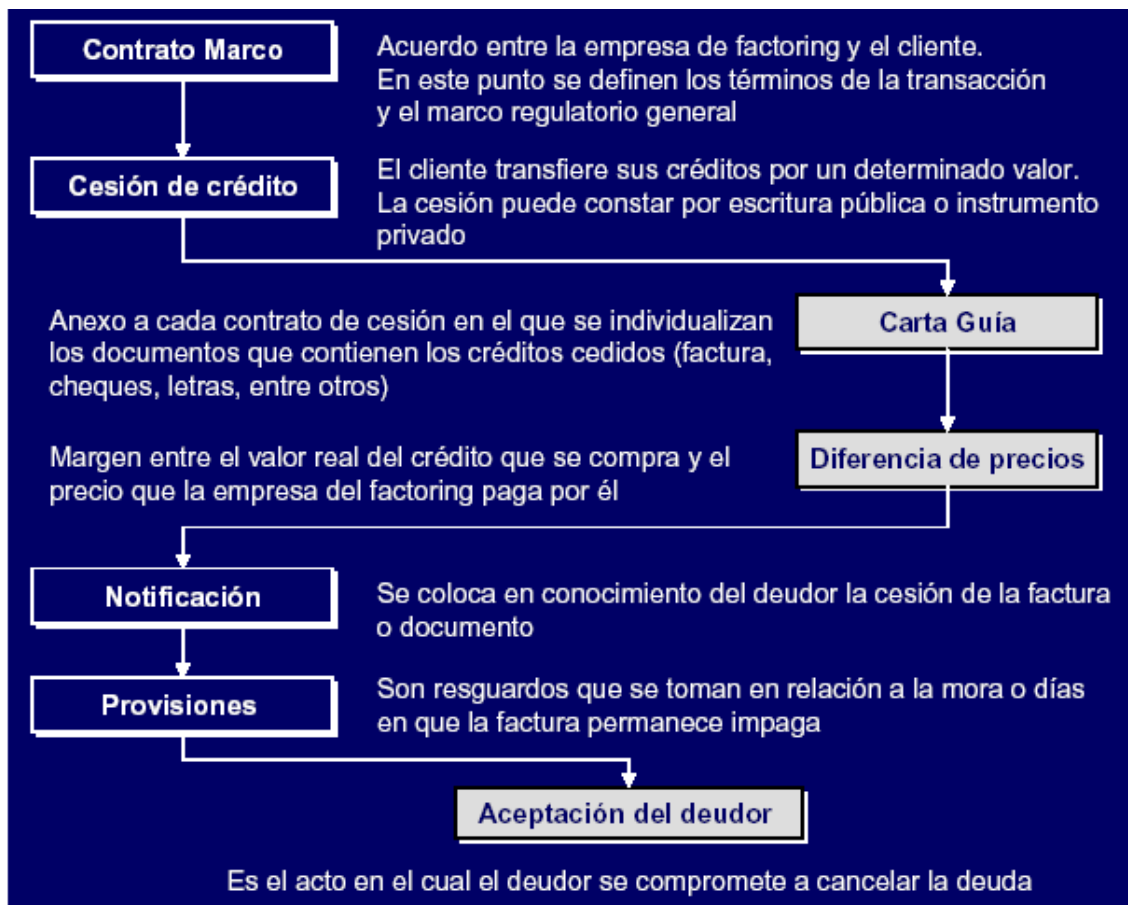 Contrato Marco
Acuerdo entre la empresa de factoring y el cliente.
En este punto se definen los términos de la transacción
y el marco regulatorio general
Cesión de crédito
El cliente transfiere sus créditos por un determinado valor.
La cesión puede constar por escritura pública o instrumento
privado
Carta Guía
Anexo a cada contrato de cesión en el que se individualizan
los documentos que contienen los créditos cedidos (factura,
cheques, letras, entre otros)
Diferencia de precios
Margen entre el valor real del crédito que se compra y el
precio que la empresa del factoring paga por él
Notificación
Se coloca en conocimiento del deudor la cesión de la factura
o documento
Provisiones
Son resguardos que se toman en relación a la mora o días
en que la factura permanece impaga
Aceptación del deudor
Es el acto en el cual el deudor se compromete a cancelar la deuda